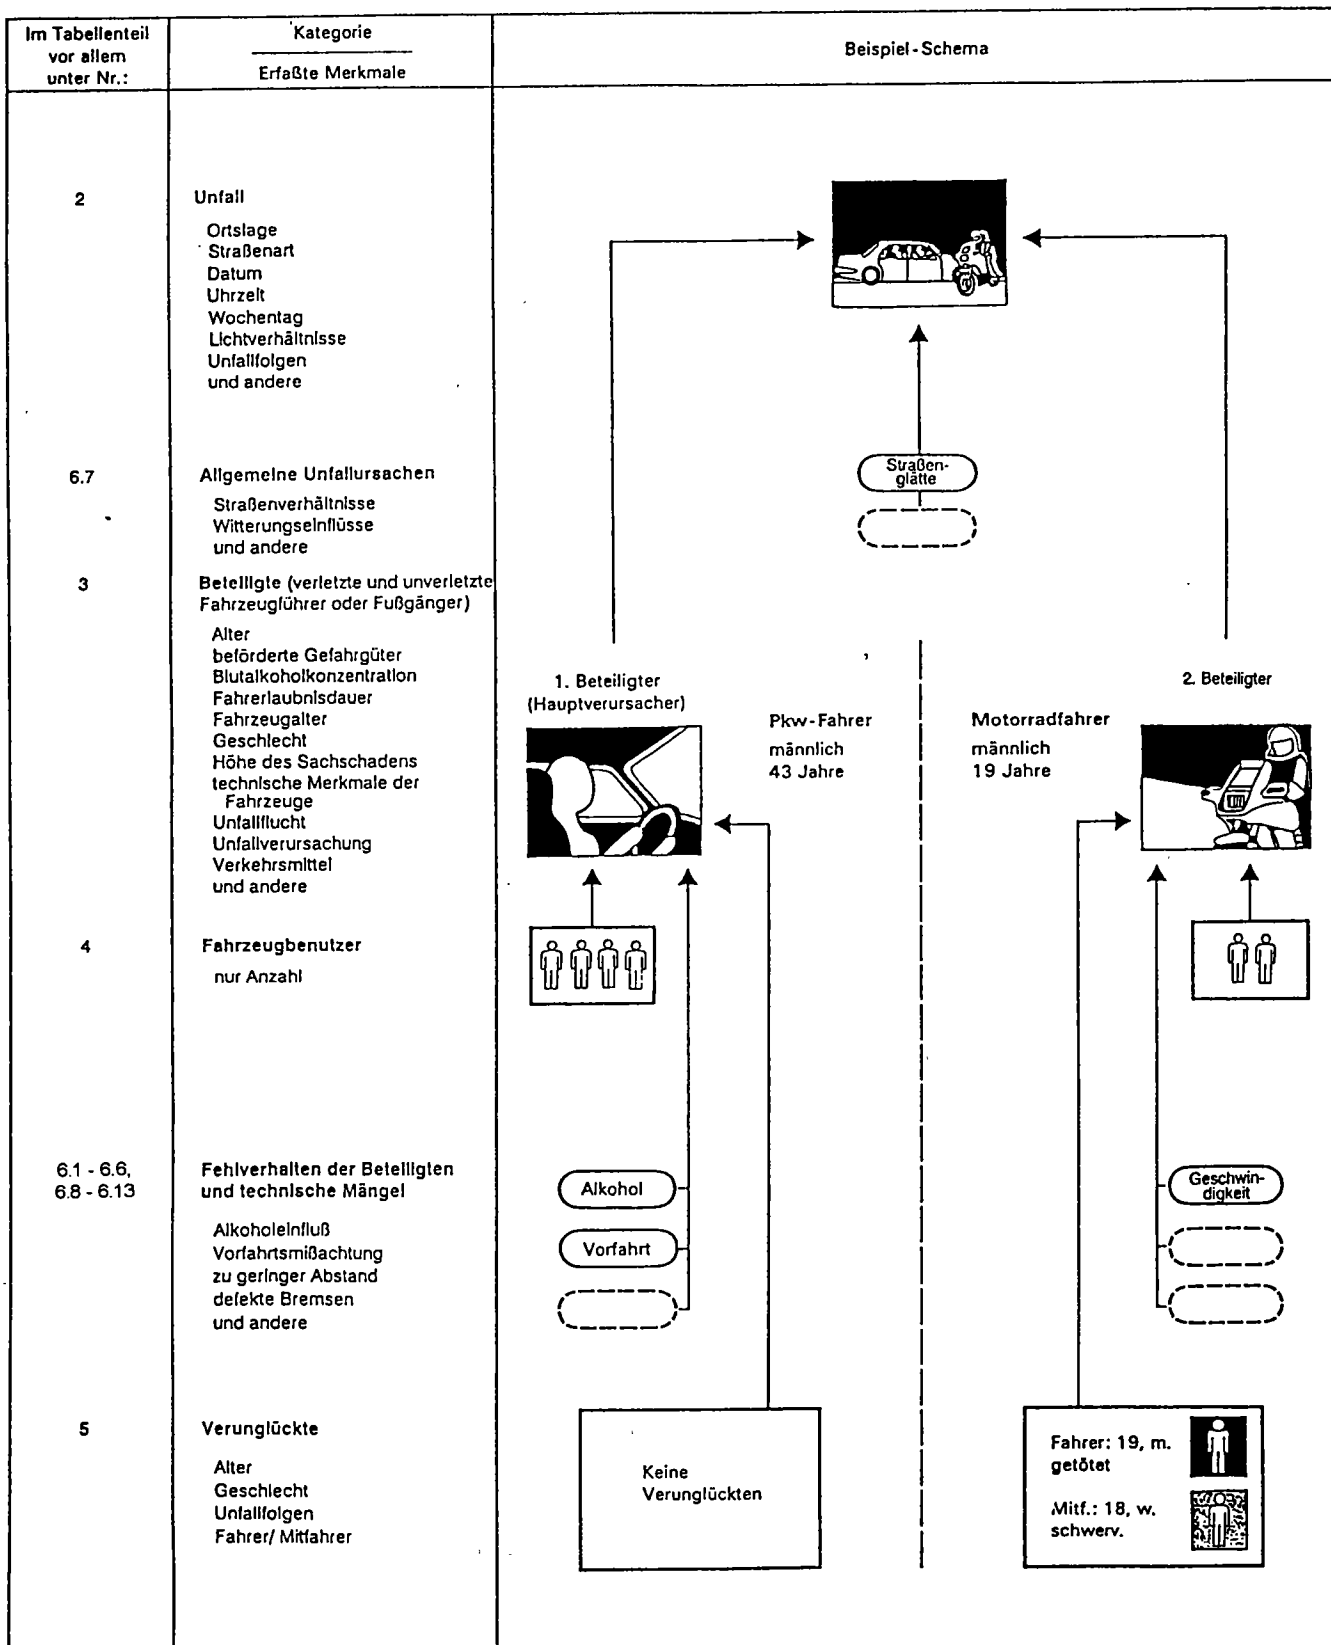 Im Tabellenteil
vor allem
unter Nr.:
Kategorie
Erfaßte Merkmale
Beispiel-Schema
2
Unfall
Ortslage
Straßenart
Datum
Uhrzeit
Wochentag
Lichtverhältnisse
Unfallfolgen
und andere
6.7
Allgemeine Unfallursachen
Straßenverhältnisse
Witterungseinflüsse
und andere
Straßen-
glätte
3
Beteiligte (verletzte und unverletzte
Fahrzeugführer oder Fußgänger)
Alter
beförderte Gefahrgüter
Blutalkoholkonzentration
Fahrerlaubnisdauer
Fahrzeugalter
Geschlecht
Höhe des Sachschadens
technische Merkmale der
Fahrzeuge
Unfallflucht
Unfallverursachung
Verkehrsmittel
und andere
1. Beteiligter
(Hauptverursacher)
Pkw-Fahrer
männlich
43 Jahre
Motorradfahrer
männlich
19 Jahre
2. Beteiligter
4
Fahrzeugbenutzer
nur Anzahl
6.1 - 6.6,
6.8 - 6.13
Fehlverhalten der Beteiligten
und technische Mängel
Alkoholeinfluß
Vorfahrtsmißachtung
zu geringer Abstand
defekte Bremsen
und andere
Alkohol
Vorfahrt
Geschwin-
digkeit
5
Verunglückte
Alter
Geschlecht
Unfallfolgen
Fahrer/ Mitfahrer
Keine
Verunglückten
Fahrer: 19, m.
getötet
Mitf.: 18, w.
schwerv.